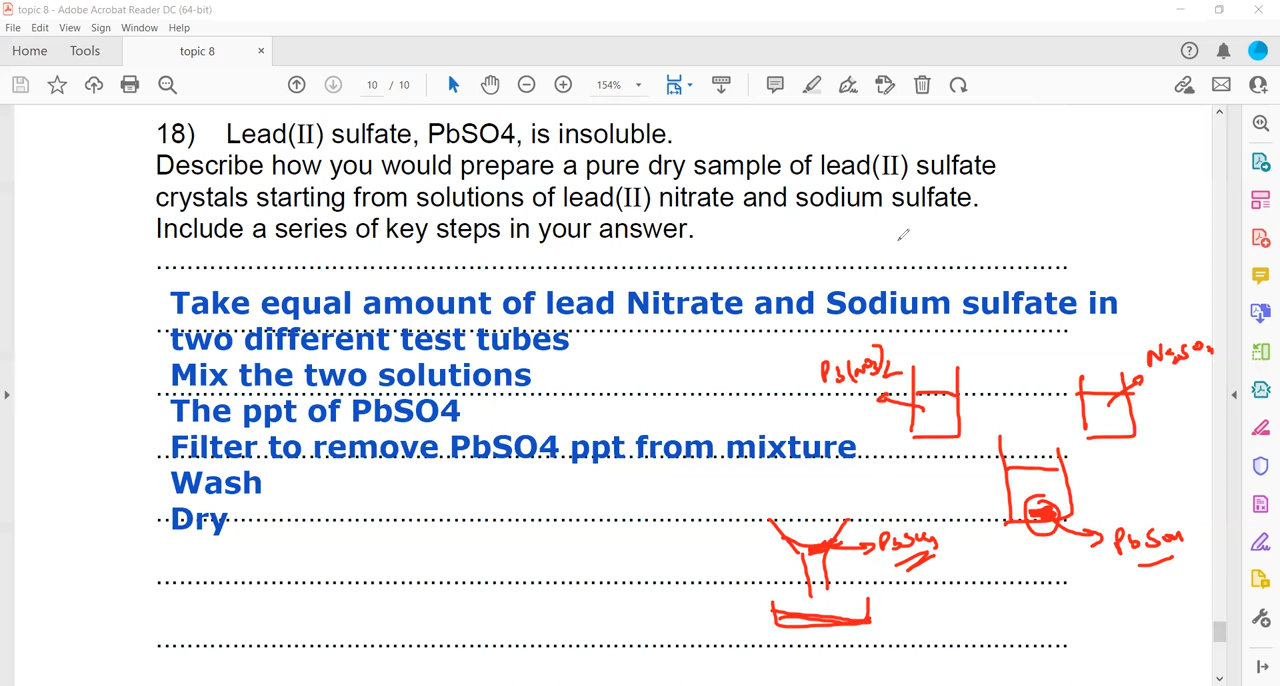 topic 8 - Adobe Acrobat Reader DC (64-bit)
File Edit View Sign Window Help
Home Tools topic 8 ×
10 / 10 154%
18) Lead(II) sulfate, PbSO4, is insoluble.
Describe how you would prepare a pure dry sample of lead(II) sulfate
crystals starting from solutions of lead(II) nitrate and sodium sulfate.
Include a series of key steps in your answer.
Take equal amount of lead Nitrate and Sodium sulfate in
two different test tubes
Mix the two solutions
The ppt of PbSO4
Filter to remove PbSO4 ppt from mixture
Wash
Dry
Pb(NO3)2
Na2SO4
PbSO4
PbSO4